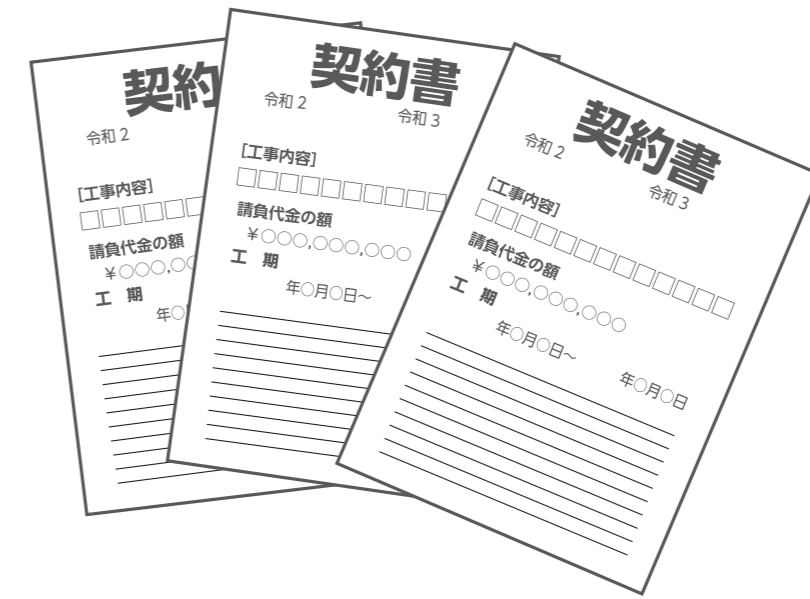 契約
令和 2
[工事内容]
□□□□□□
請負代金の額
￥○○○,○○
工 期
年○
契約書
令和 2 令和 3
[工事内容]
□□□□□□□□□□
請負代金の額
￥○○○,○○○,○○○
工 期
年○月○日～
契約書
令和 2 令和 3
[工事内容]
□□□□□□□□□□□□□
請負代金の額
￥○○○,○○○,○○○
工 期
年○月○日～ 年○月○日